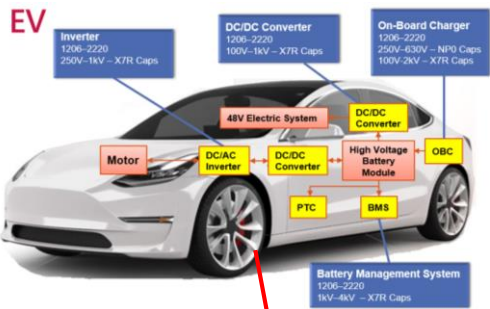 EV
Inverter
1206–2220
250V–1kV – X7R Caps
DC/DC Converter
1206–2220
100V–1kV – X7R Caps
On-Board Charger
1206–2220
250V–630V – NP0 Caps
100V-2kV – X7R Caps
48V Electric System
DC/DC
Converter
Motor
DC/AC
Inverter
DC/DC
Converter
High Voltage
Battery
Module
OBC
PTC
BMS
Battery Management System
1206–2220
1kV–4kV – X7R Caps